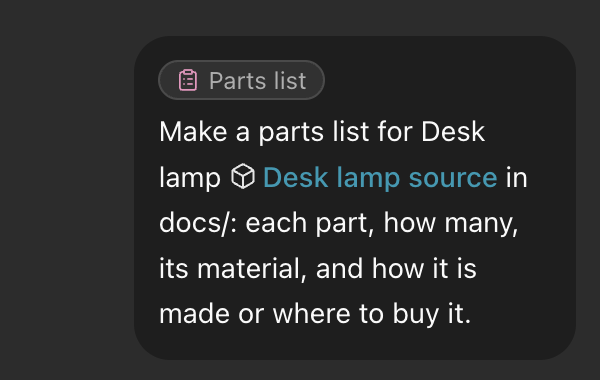 Parts list
Make a parts list for Desk
lamp Desk lamp source in
docs/: each part, how many,
its material, and how it is
made or where to buy it.